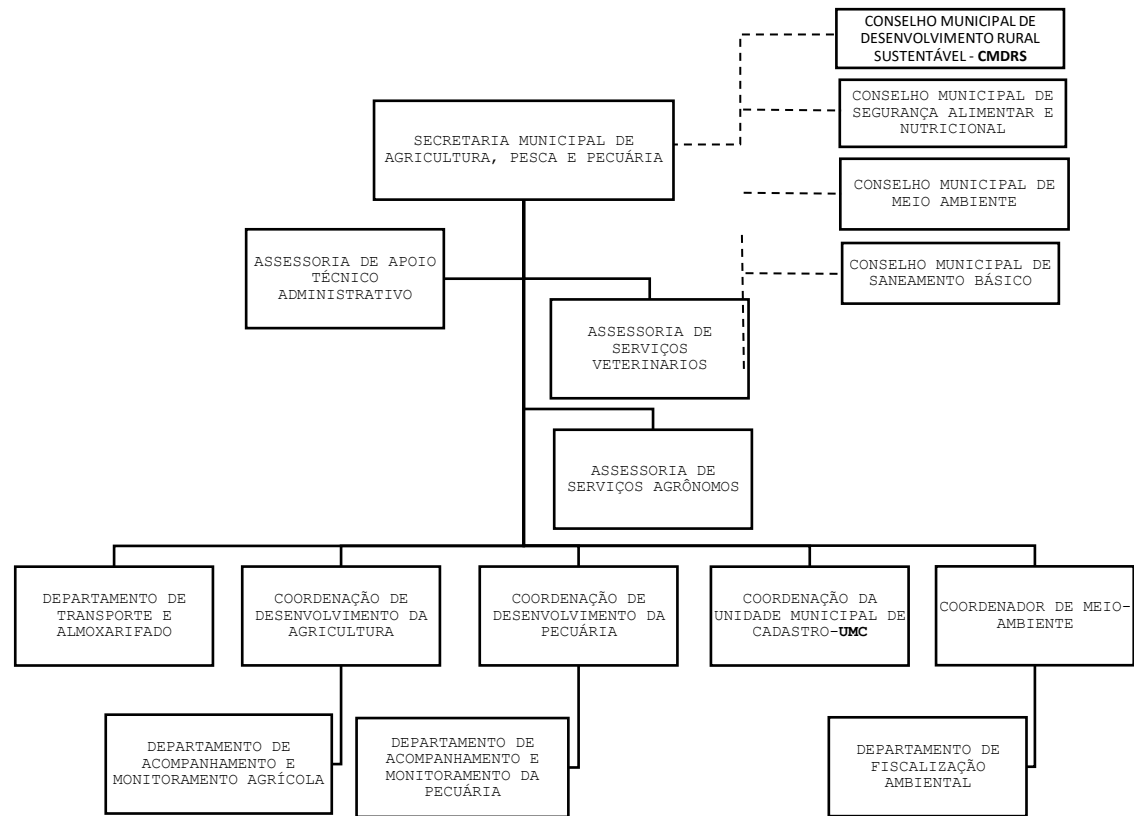 CONSELHO MUNICIPAL DE
DESENVOLVIMENTO RURAL
SUSTENTÁVEL - CMDRS
CONSELHO MUNICIPAL DE
SEGURANÇA ALIMENTAR E
NUTRICIONAL
SECRETARIA MUNICIPAL DE
AGRICULTURA, PESCA E PECUÁRIA
CONSELHO MUNICIPAL DE
MEIO AMBIENTE
CONSELHO MUNICIPAL DE
SANEAMENTO BÁSICO
ASSESSORIA DE APOIO
TÉCNICO
ADMINISTRATIVO
ASSESSORIA DE
SERVIÇOS
VETERINARIOS
ASSESSORIA DE
SERVIÇOS AGRÔNOMOS
DEPARTAMENTO DE
TRANSPORTE E
ALMOXARIFADO
COORDENAÇÃO DE
DESENVOLVIMENTO DA
AGRICULTURA
COORDENAÇÃO DE
DESENVOLVIMENTO DA
PECUÁRIA
COORDENAÇÃO DA
UNIDADE MUNICIPAL DE
CADASTRO-UMC
COORDENADOR DE MEIO-
AMBIENTE
DEPARTAMENTO DE
ACOMPANHAMENTO E
MONITORAMENTO AGRÍCOLA
DEPARTAMENTO DE
ACOMPANHAMENTO E
MONITORAMENTO DA
PECUÁRIA
DEPARTAMENTO DE
FISCALIZAÇÃO
AMBIENTAL